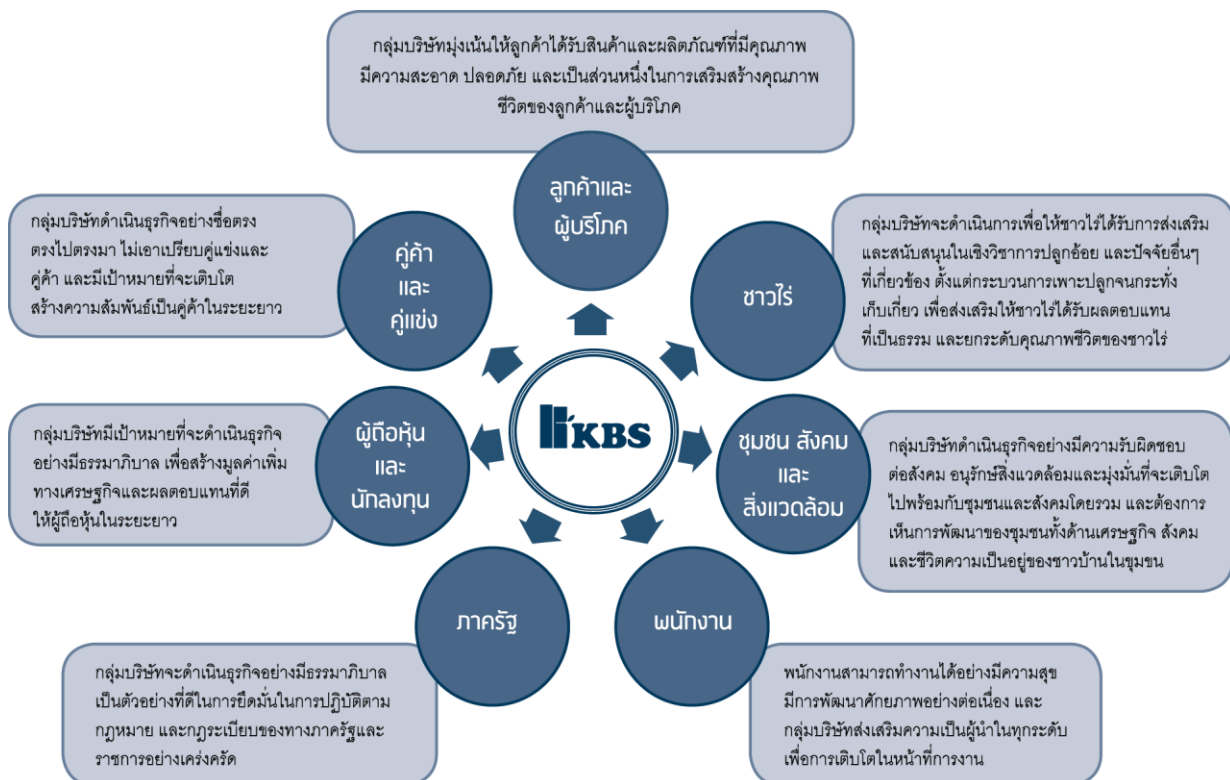 กลุ่มบริษัทมุ่งเน้นให้ลูกค้าได้รับสินค้าและผลิตภัณฑ์ที่มีคุณภาพ
มีความสะอาด ปลอดภัย และเป็นส่วนหนึ่งในการเสริมสร้างคุณภาพ
ชีวิตของลูกค้าและผู้บริโภค
ลูกค้าและ
ผู้บริโภค
กลุ่มบริษัทจะดำเนินการเพื่อให้ชาวไร่ได้รับการส่งเสริม
และสนับสนุนในเชิงวิชาการปลูกอ้อย และปัจจัยอื่นๆ
ที่เกี่ยวข้อง ตั้งแต่กระบวนการเพาะปลูกจนกระทั่ง
เก็บเกี่ยว เพื่อส่งเสริมให้ชาวไร่ได้รับผลตอบแทน
ที่เป็นธรรม และยกระดับคุณภาพชีวิตของชาวไร่
ชาวไร่
กลุ่มบริษัทดำเนินธุรกิจอย่างซื่อตรง
ตรงไปตรงมา ไม่เอาเปรียบคู่แข่งและ
คู่ค้า และมีเป้าหมายที่จะเติบโต
สร้างความสัมพันธ์เป็นคู่ค้าในระยะยาว
คู่ค้า
และ
คู่แข่ง
KBS
กลุ่มบริษัทมีเป้าหมายที่จะดำเนินธุรกิจ
อย่างมีธรรมาภิบาล เพื่อสร้างมูลค่าเพิ่ม
ทางเศรษฐกิจและผลตอบแทนที่ดี
ให้ผู้ถือหุ้นในระยะยาว
ผู้ถือหุ้น
และ
นักลงทุน
ชุมชน สังคม
และ
สิ่งแวดล้อม
กลุ่มบริษัทดำเนินธุรกิจอย่างมีความรับผิดชอบ
ต่อสังคม อนุรักษ์สิ่งแวดล้อมและมุ่งมั่นที่จะเติบโต
ไปพร้อมกับชุมชนและสังคมโดยรวม และต้องการ
เห็นการพัฒนาของชุมชนทั้งด้านเศรษฐกิจ สังคม
และชีวิตความเป็นอยู่ของชาวบ้านในชุมชน
ภาครัฐ
พนักงาน
กลุ่มบริษัทจะดำเนินธุรกิจอย่างมีธรรมาภิบาล
เป็นตัวอย่างที่ดีในการยึดมั่นในการปฏิบัติตาม
กฎหมาย และกฎระเบียบของทางภาครัฐและ
ราชการอย่างเคร่งครัด
พนักงานสามารถทำงานได้อย่างมีความสุข
มีการพัฒนาศักยภาพอย่างต่อเนื่อง และ
กลุ่มบริษัทส่งเสริมความเป็นผู้นำในทุกระดับ
เพื่อการเติบโตในหน้าที่การงาน